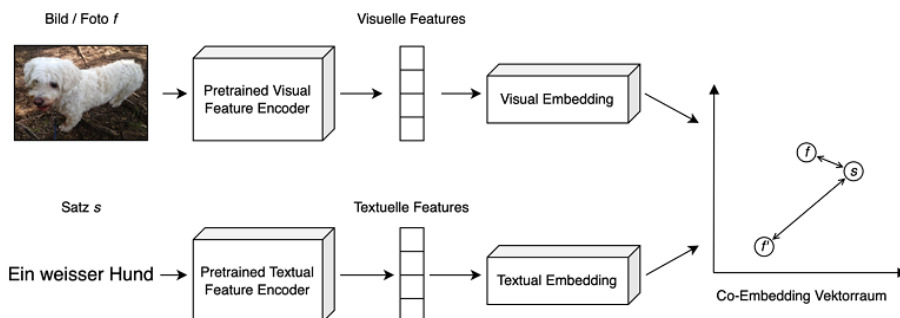 Bild / Foto f
Visuelle Features
Pretrained Visual
Feature Encoder
Visual Embedding
f
s
f'
Satz s
Textuelle Features
Ein weisser Hund
Pretrained Textual
Feature Encoder
Textual Embedding
Co-Embedding Vektorraum